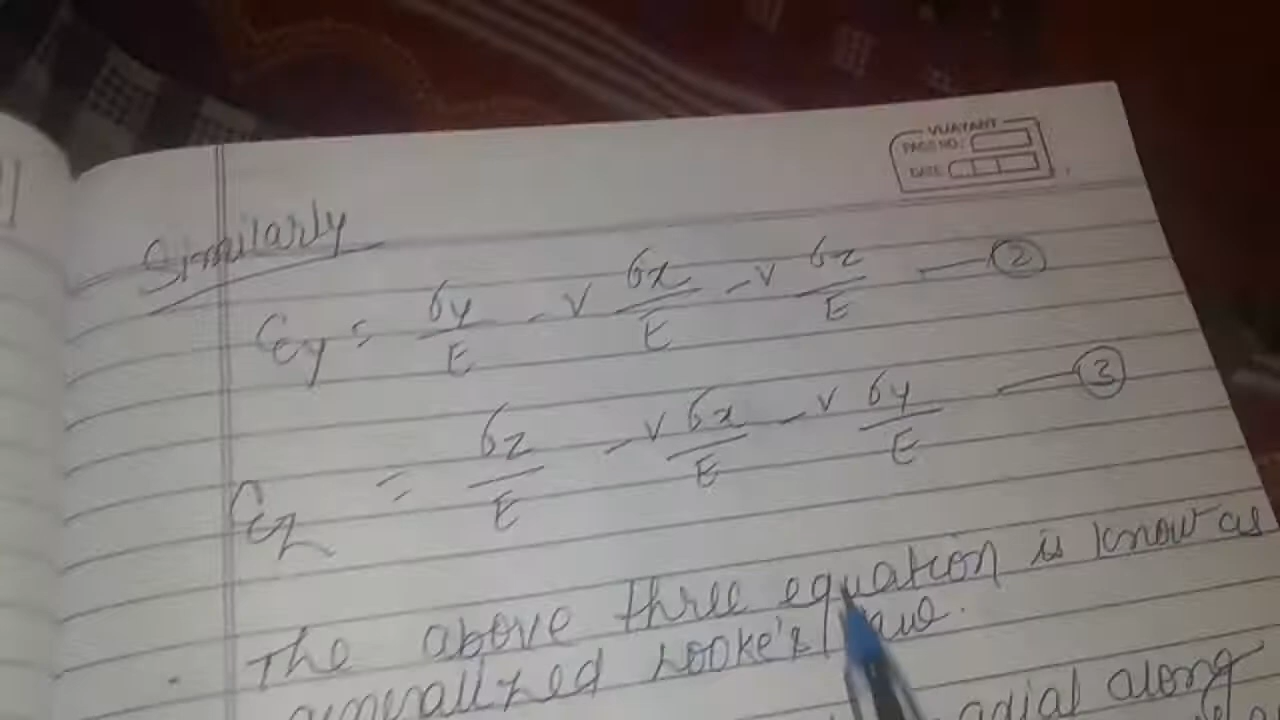 VIJAYANT
PAGE NO.:
DATE:
Similarly
ϵy = σy/E - ν σx/E - ν σz/E — ②
ϵz = σz/E - ν σx/E - ν σy/E — ③
The above three equation is know as
generalized Hooke's
adial along